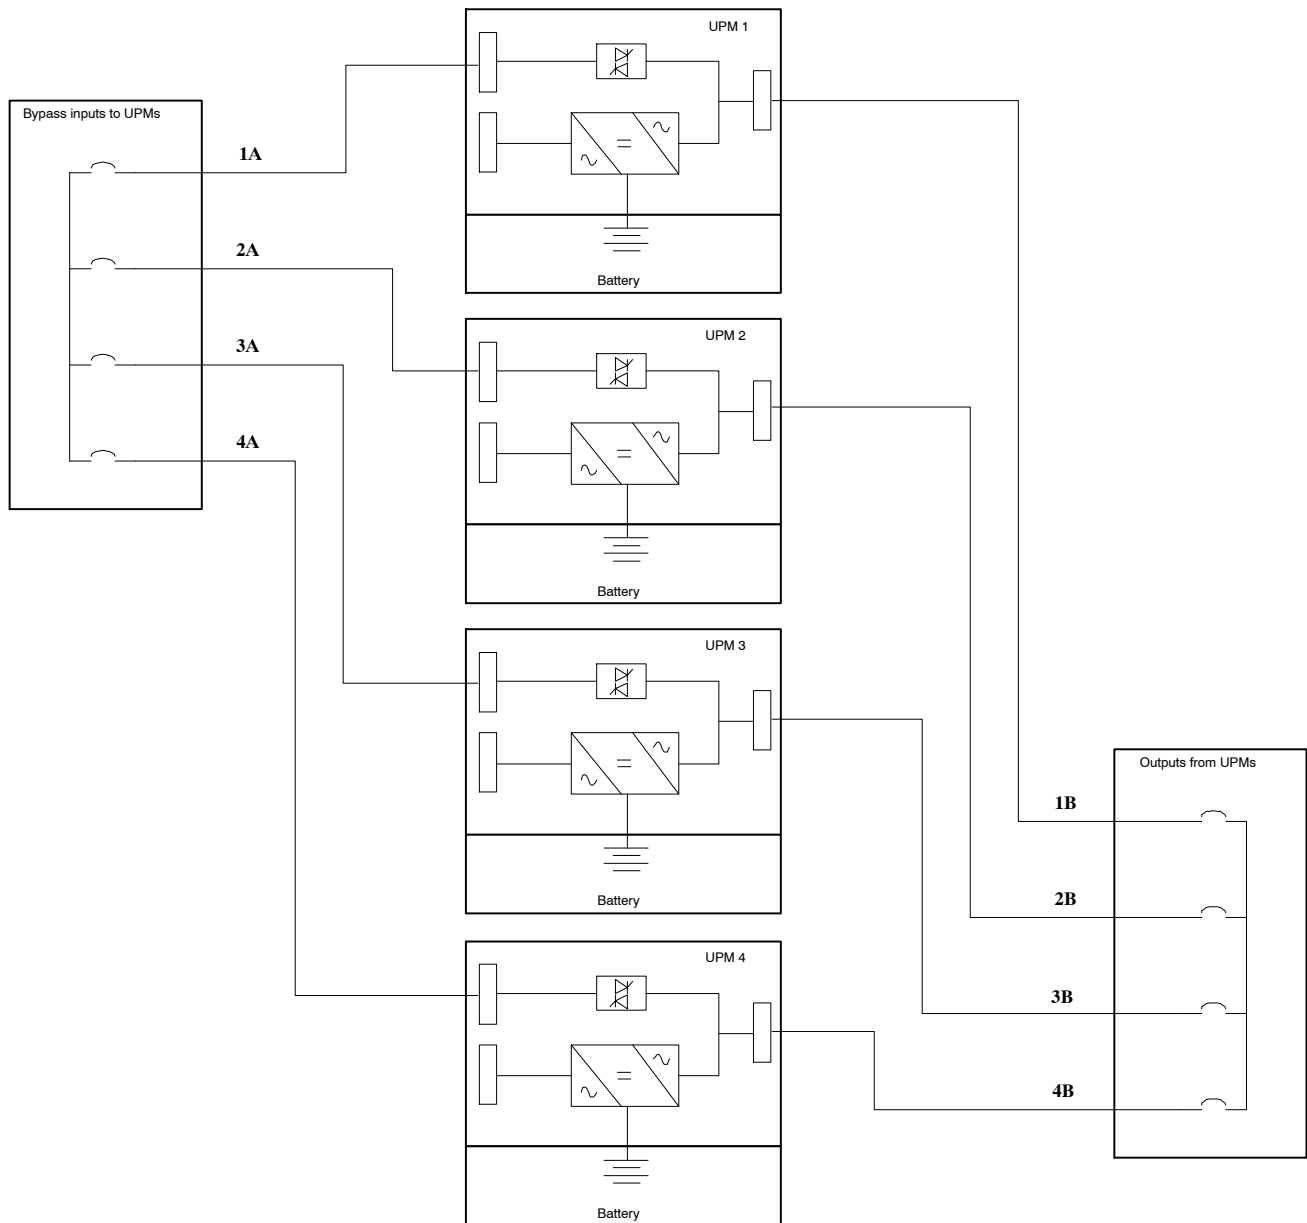 Bypass inputs to UPMs
1A
2A
3A
4A
UPM 1
Battery
UPM 2
Battery
UPM 3
Battery
UPM 4
Battery
Outputs from UPMs
1B
2B
3B
4B